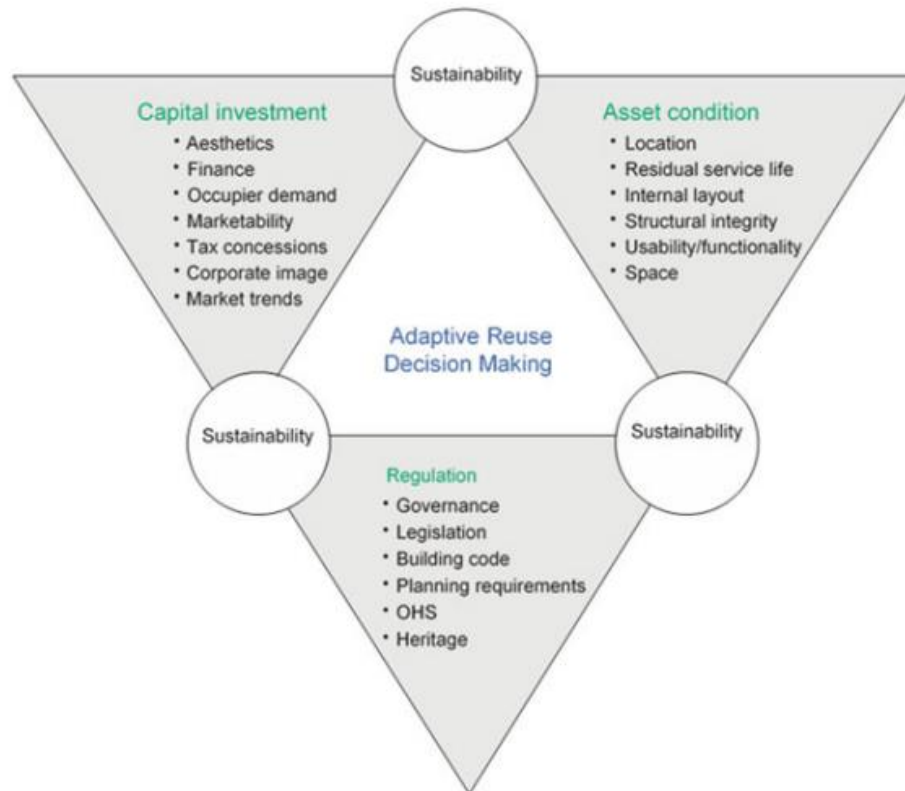 Sustainability
Capital investment
• Aesthetics
• Finance
• Occupier demand
• Marketability
• Tax concessions
• Corporate image
• Market trends
Asset condition
• Location
• Residual service life
• Internal layout
• Structural integrity
• Usability/functionality
• Space
Adaptive Reuse
Decision Making
Sustainability
Sustainability
Regulation
• Governance
• Legislation
• Building code
• Planning requirements
• OHS
• Heritage